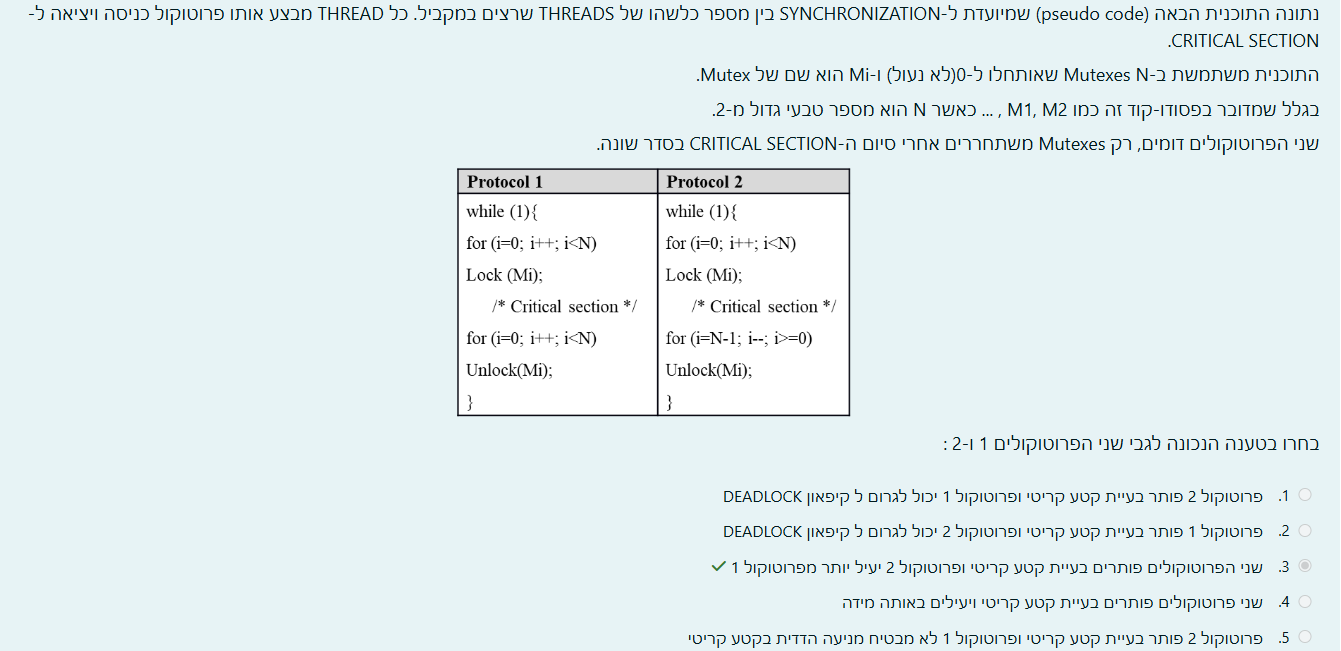 נתונה התוכנית הבאה (pseudo code) שמיועדת ל-SYNCHRONIZATION בין מספר כלשהו של THREADS שרצים במקביל. כל THREAD מבצע אותו פרוטוקול כניסה ויציאה ל-
CRITICAL SECTION.
התוכנית משתמשת ב-N Mutexes שאותחלו ל-0(לא נעול) ו-Mi הוא שם של Mutex.
בגלל שמדובר בפסודו-קוד זה כמו M1, M2 , ... כאשר N הוא מספר טבעי גדול מ-2.
שני הפרוטוקולים דומים, רק Mutexes משתחררים אחרי סיום ה-CRITICAL SECTION בסדר שונה.
Protocol 1 Protocol 2
while (1){ while (1){
for (i=0; i++; i<N) for (i=0; i++; i<N)
Lock (Mi); Lock (Mi);
/* Critical section */ /* Critical section */
for (i=0; i++; i<N) for (i=N-1; i--; i>=0)
Unlock(Mi); Unlock(Mi);
} }
בחרו בטענה הנכונה לגבי שני הפרוטוקולים 1 ו-2 :
1. פרוטוקול 2 פותר בעיית קטע קריטי ופרוטוקול 1 יכול לגרום ל קיפאון DEADLOCK
2. פרוטוקול 1 פותר בעיית קטע קריטי ופרוטוקול 2 יכול לגרום ל קיפאון DEADLOCK
3. שני הפרוטוקולים פותרים בעיית קטע קריטי ופרוטוקול 2 יעיל יותר מפרוטוקול 1 ✓
4. שני פרוטוקולים פותרים בעיית קטע קריטי ויעילים באותה מידה
5. פרוטוקול 2 פותר בעיית קטע קריטי ופרוטוקול 1 לא מבטיח מניעה הדדית בקטע קריטי